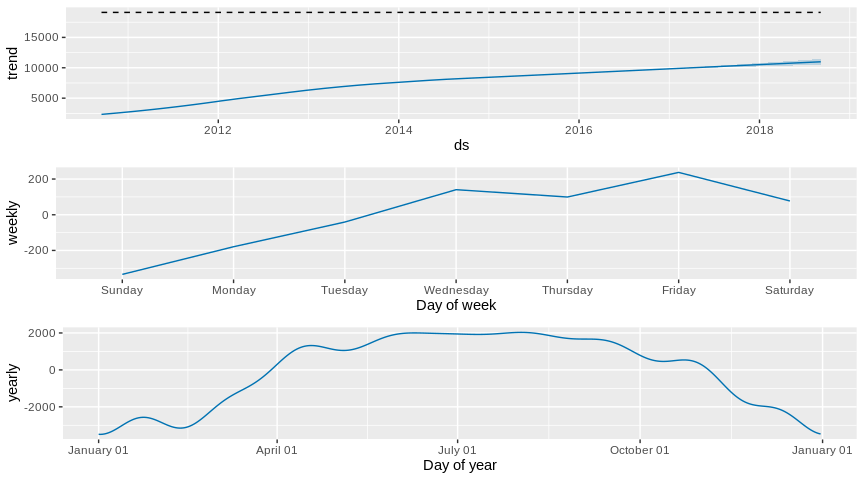 15000
10000
5000
trend
2012 2014 2016 2018
ds
200
0
-200
weekly
Sunday Monday Tuesday Wednesday Thursday Friday Saturday
Day of week
2000
0
-2000
yearly
January 01 April 01 July 01 October 01 January 01
Day of year